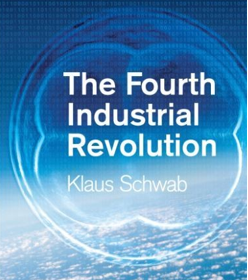 The Fourth
Industrial
Revolution
Klaus Schwab